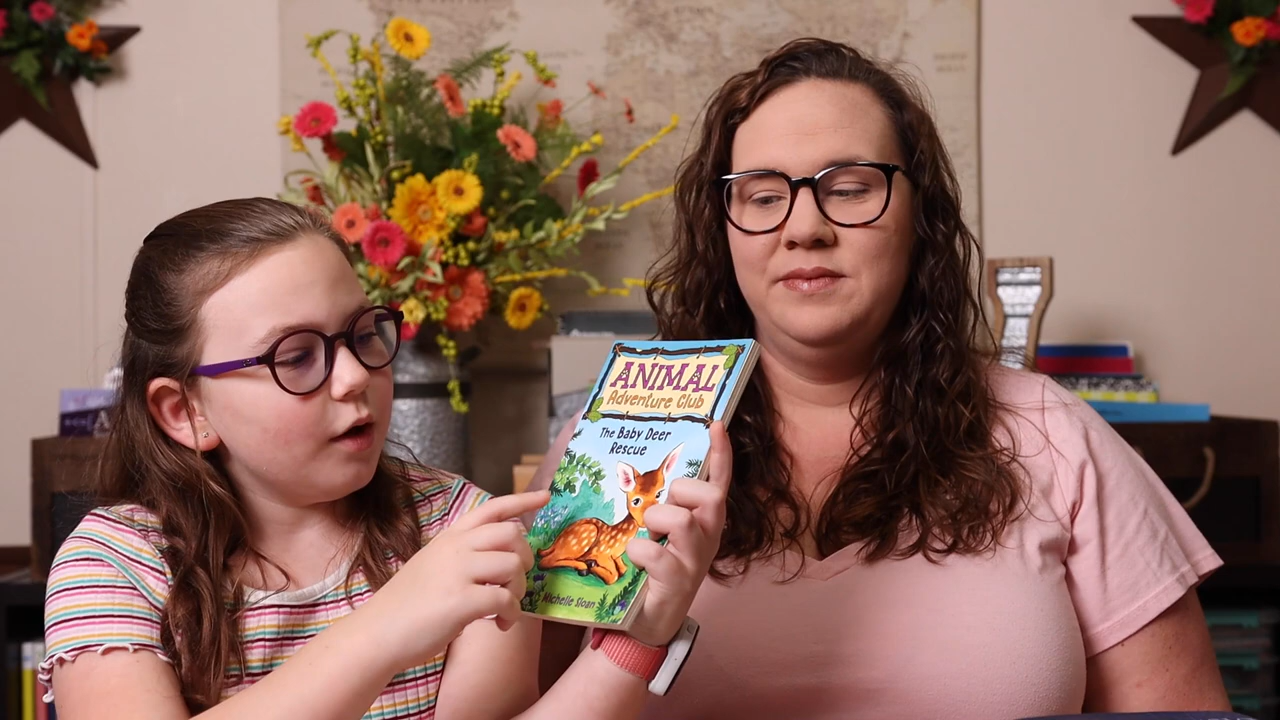 ANIMAL
Adventure Club
The Baby Deer
Rescue
Michelle Sloan